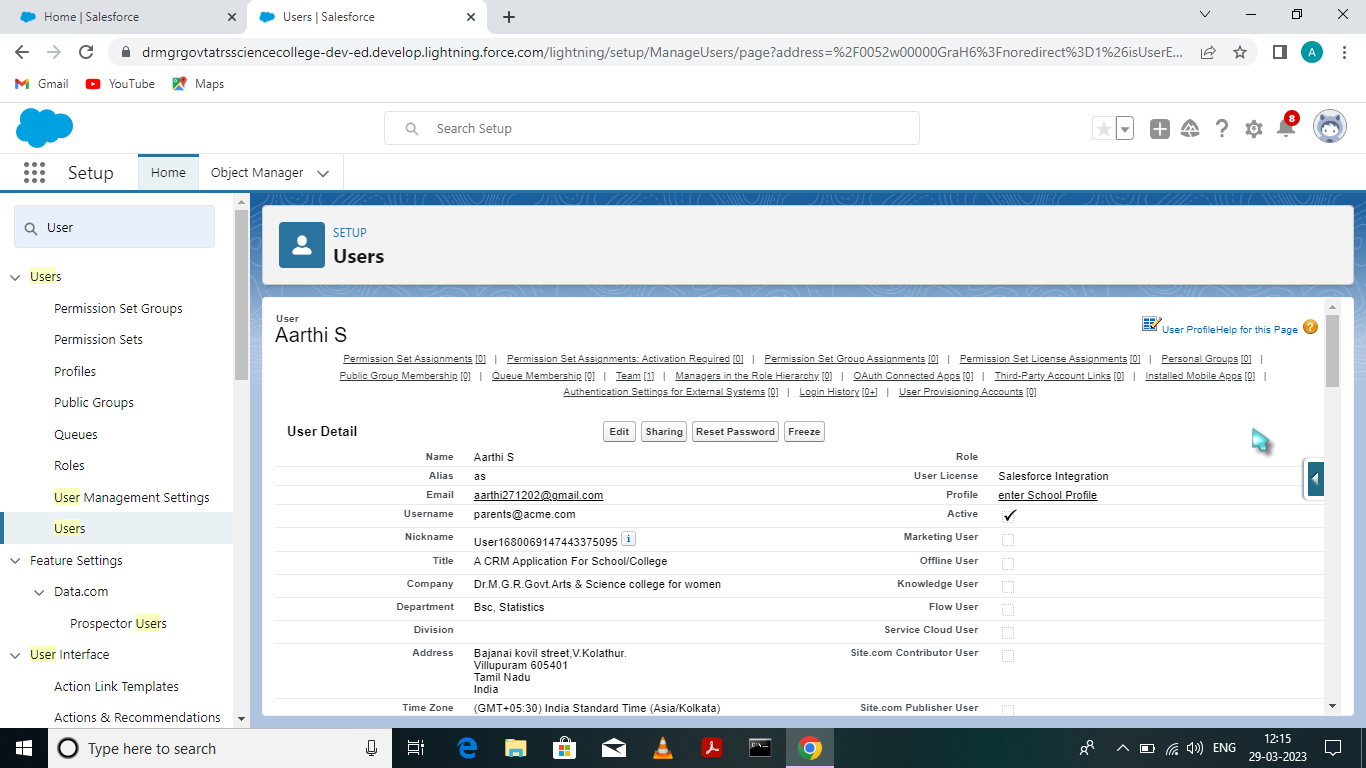 Home | Salesforce
Users | Salesforce
drmgrgovtatrssciencecollege-dev-ed.develop.lightning.force.com/lightning/setup/ManageUsers/page?address=%2F0052w00000GraH6%3Fnoredirect%3D1%26isUserE...
A
Gmail
YouTube
Maps
Search Setup
8
Setup
Home
Object Manager
User
Users
Permission Set Groups
Permission Sets
Profiles
Public Groups
Queues
Roles
User Management Settings
Users
Feature Settings
Data.com
Prospector Users
User Interface
Action Link Templates
Actions & Recommendations
SETUP
Users
User
Aarthi S
User ProfileHelp for this Page ?
Permission Set Assignments [0] | Permission Set Assignments: Activation Required [0] | Permission Set Group Assignments [0] | Permission Set License Assignments [0] | Personal Groups [0] |
Public Group Membership [0] | Queue Membership [0] | Team [1] | Managers in the Role Hierarchy [0] | OAuth Connected Apps [0] | Third-Party Account Links [0] | Installed Mobile Apps [0] |
Authentication Settings for External Systems [0] | Login History [0+] | User Provisioning Accounts [0]
User Detail Edit Sharing Reset Password Freeze
Name Aarthi S Role
Alias as User License Salesforce Integration
Email aarthi271202@gmail.com Profile enter School Profile
Username parents@acme.com Active ✓
Nickname User1680069147443375095 i Marketing User
Title A CRM Application For School/College Offline User
Company Dr.M.G.R.Govt.Arts & Science college for women Knowledge User
Department Bsc, Statistics Flow User
Division Service Cloud User
Address Bajanai kovil street,V.Kolathur. Site.com Contributor User
Villupuram 605401
Tamil Nadu
India
Time Zone (GMT+05:30) India Standard Time (Asia/Kolkata) Site.com Publisher User
Type here to search
ENG
12:15
29-03-2023